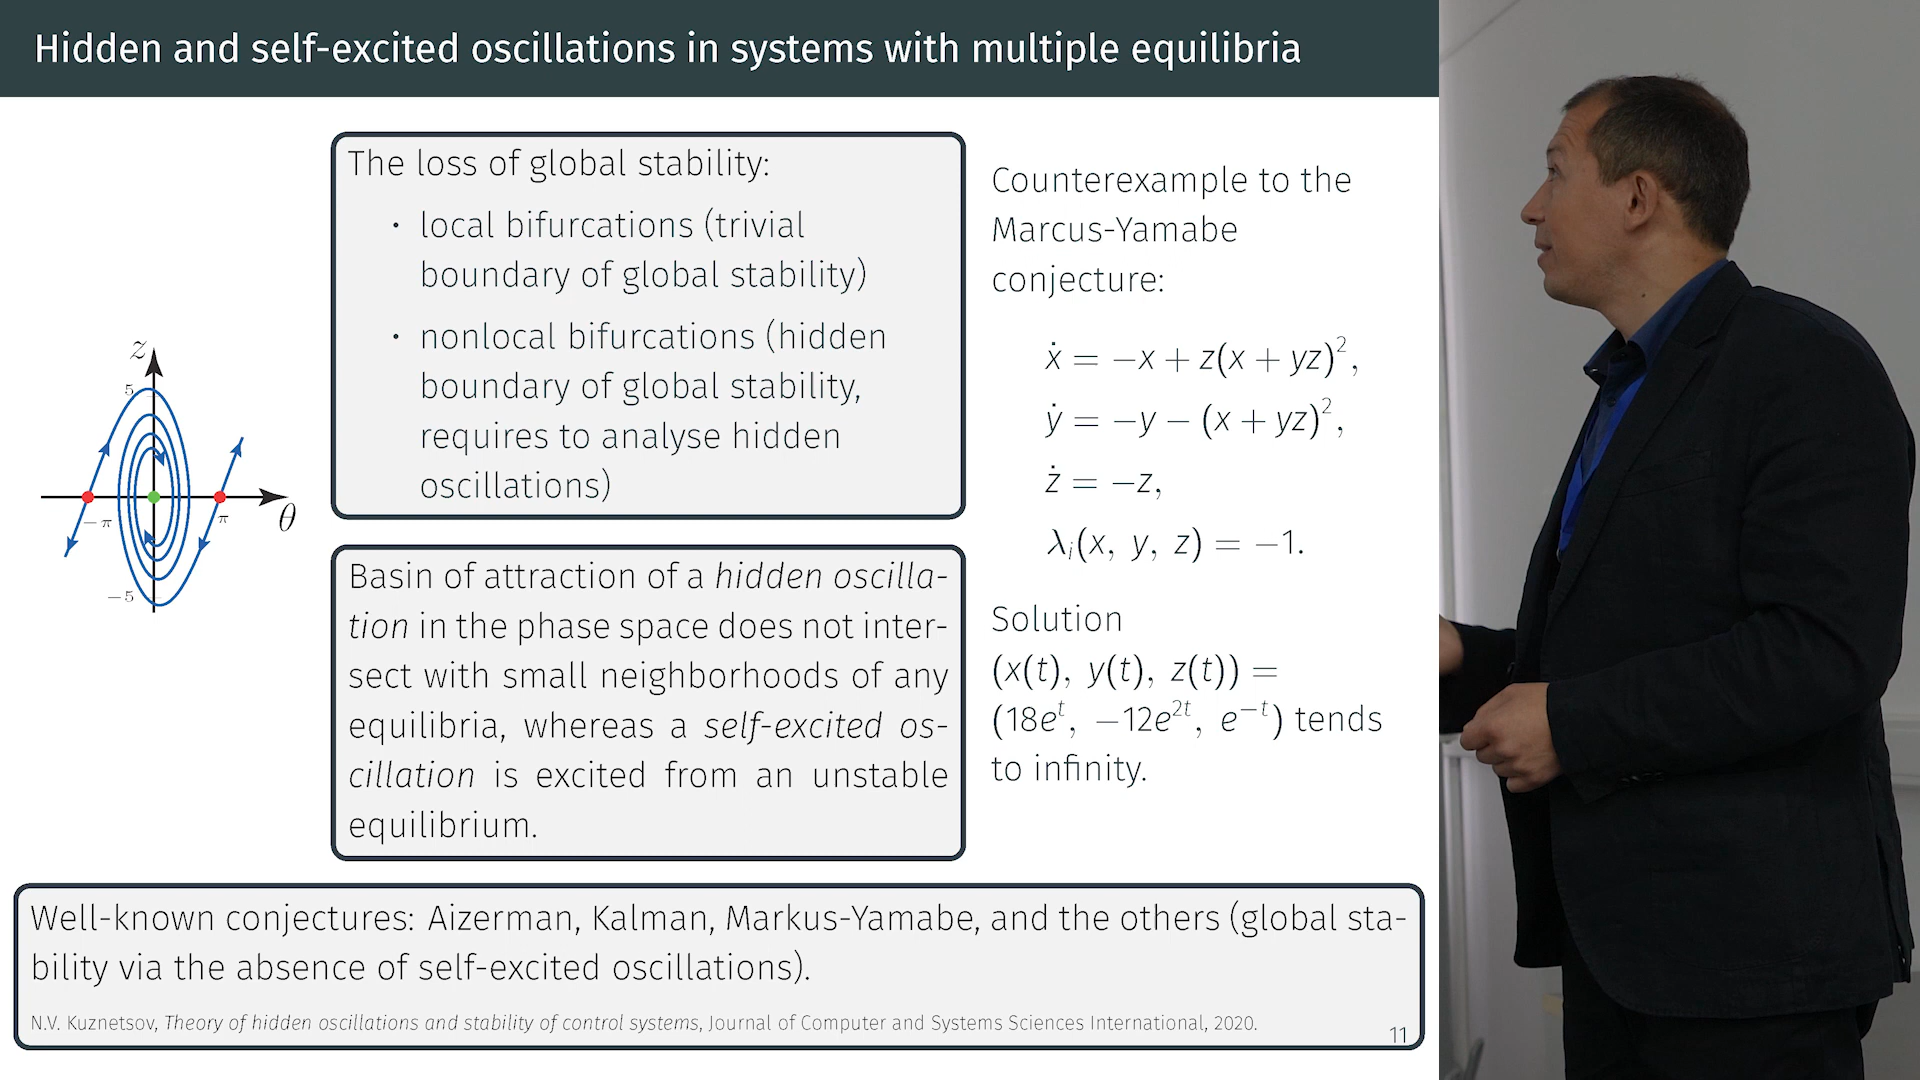 Hidden and self-excited oscillations in systems with multiple equilibria
z
5
−π
π
θ
−5
The loss of global stability:
· local bifurcations (trivial
boundary of global stability)
· nonlocal bifurcations (hidden
boundary of global stability,
requires to analyse hidden
oscillations)
Basin of attraction of a hidden oscilla-
tion in the phase space does not inter-
sect with small neighborhoods of any
equilibria, whereas a self-excited os-
cillation is excited from an unstable
equilibrium.
Counterexample to the
Marcus-Yamabe
conjecture:
ẋ = −x + z(x + yz)²,
ẏ = −y − (x + yz)²,
ż = −z,
λᵢ(x, y, z) = −1.
Solution
(x(t), y(t), z(t)) =
(18eᵗ, −12e²ᵗ, e⁻ᵗ) tends
to infinity.
Well-known conjectures: Aizerman, Kalman, Markus-Yamabe, and the others (global sta-
bility via the absence of self-excited oscillations).
N.V. Kuznetsov, Theory of hidden oscillations and stability of control systems, Journal of Computer and Systems Sciences International, 2020.
11